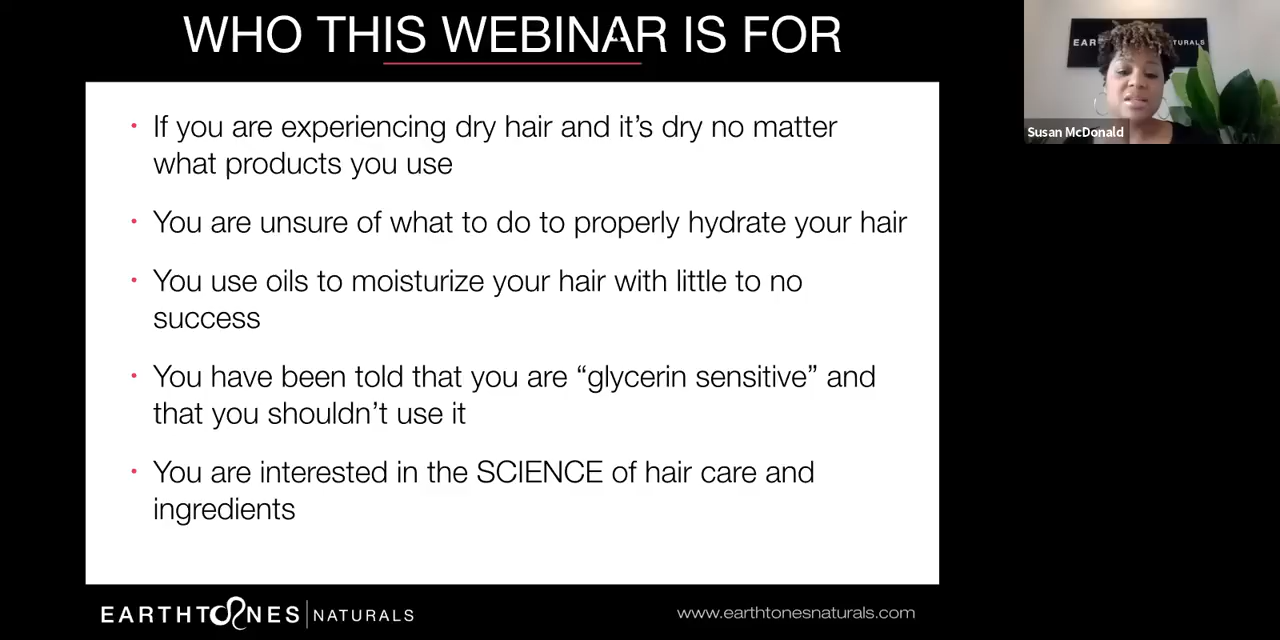 WHO THIS WEBINAR IS FOR
• If you are experiencing dry hair and it’s dry no matter
what products you use
• You are unsure of what to do to properly hydrate your hair
• You use oils to moisturize your hair with little to no
success
• You have been told that you are “glycerin sensitive” and
that you shouldn’t use it
• You are interested in the SCIENCE of hair care and
ingredients
EARTHTONES | NATURALS
www.earthtonesnaturals.com
EAR
TURALS
Susan McDonald